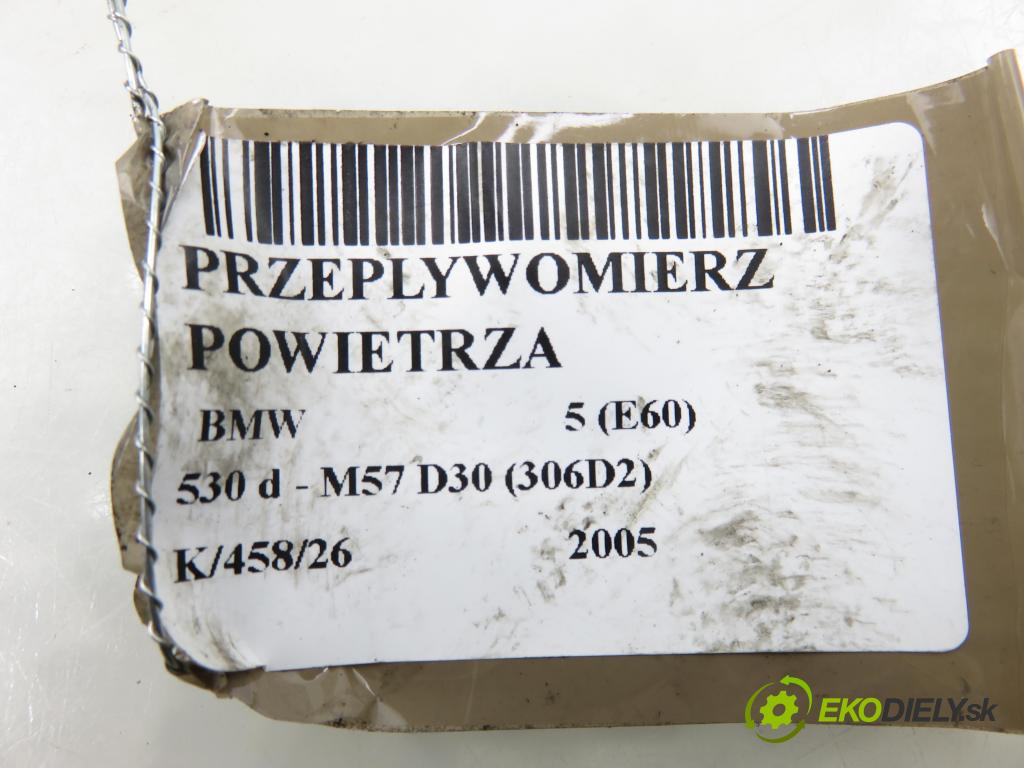 PRZEPLYWOMIERZ
POWIETRZA
BMW 5 (E60)
530 d - M57 D30 (306D2)
K/458/26 2005
EKODIELY.sk